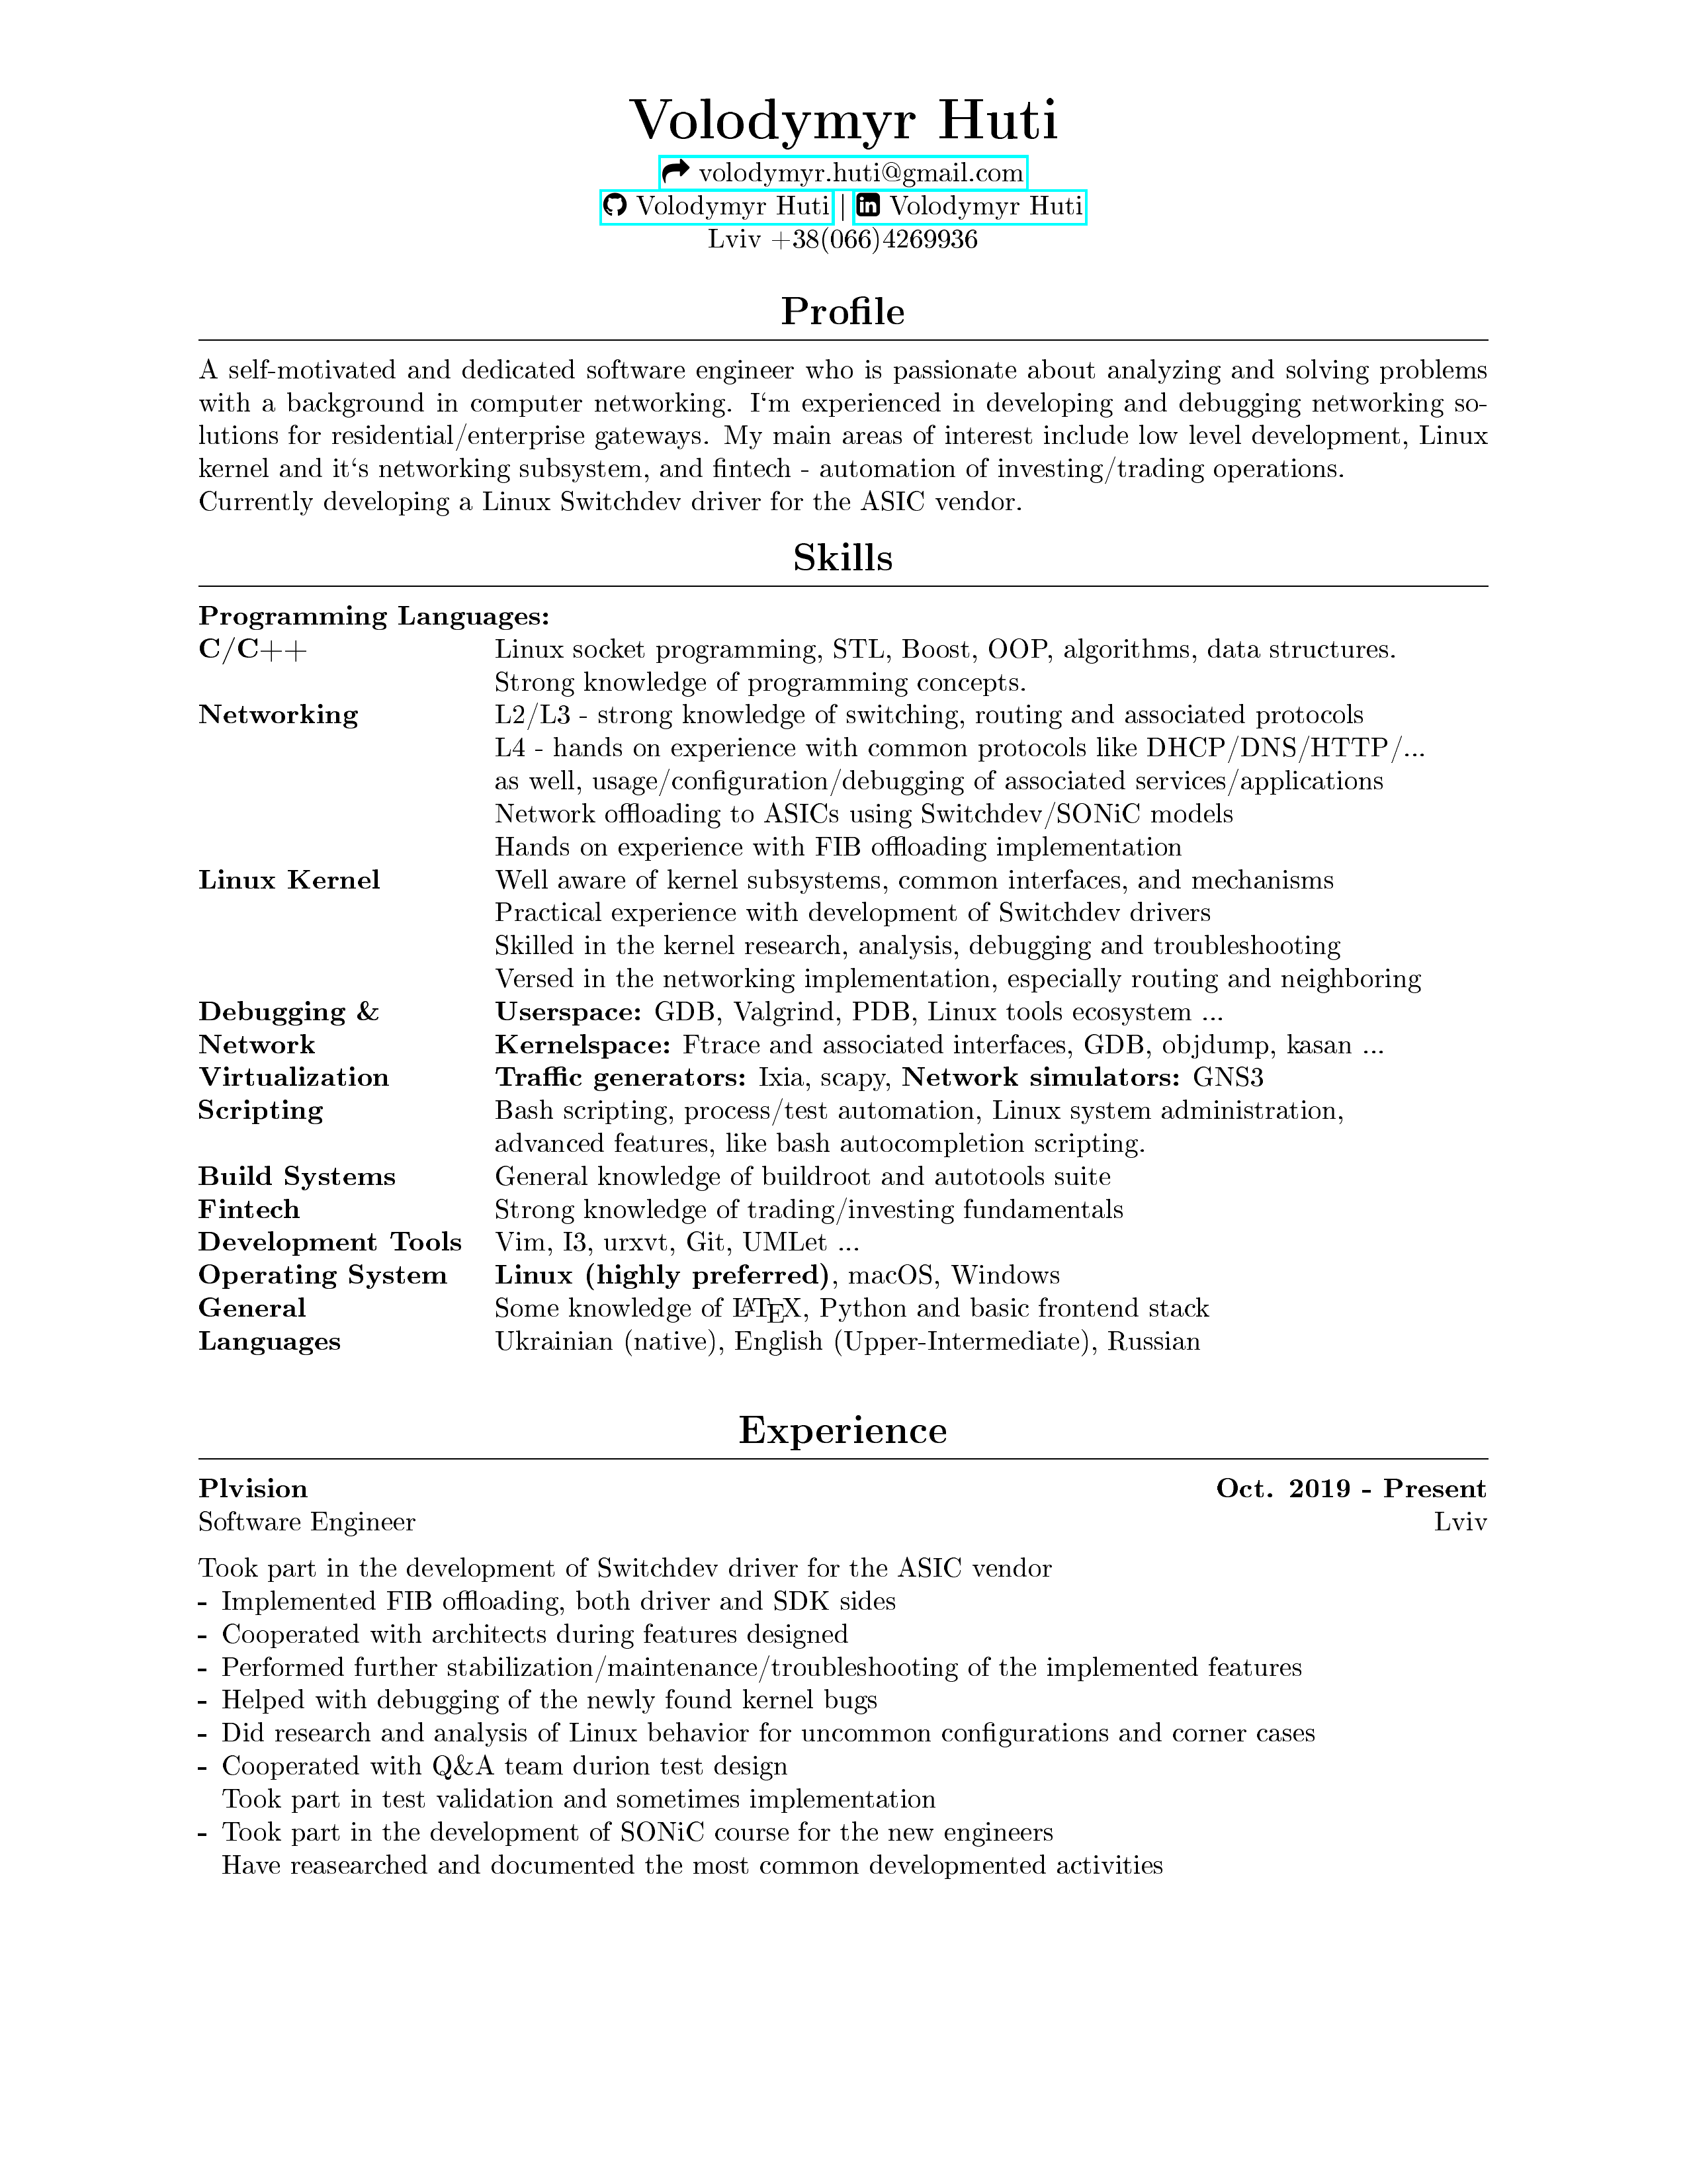 Volodymyr Huti
volodymyr.huti@gmail.com
Volodymyr Huti | Volodymyr Huti
Lviv +38(066)4269936
Profile
A self-motivated and dedicated software engineer who is passionate about analyzing and solving problems
with a background in computer networking. I‘m experienced in developing and debugging networking so-
lutions for residential/enterprise gateways. My main areas of interest include low level development, Linux
kernel and it‘s networking subsystem, and fintech - automation of investing/trading operations.
Currently developing a Linux Switchdev driver for the ASIC vendor.
Skills
Programming Languages:
C/C++ Linux socket programming, STL, Boost, OOP, algorithms, data structures.
Strong knowledge of programming concepts.
Networking L2/L3 - strong knowledge of switching, routing and associated protocols
L4 - hands on experience with common protocols like DHCP/DNS/HTTP/...
as well, usage/configuration/debugging of associated services/applications
Network offloading to ASICs using Switchdev/SONiC models
Hands on experience with FIB offloading implementation
Linux Kernel Well aware of kernel subsystems, common interfaces, and mechanisms
Practical experience with development of Switchdev drivers
Skilled in the kernel research, analysis, debugging and troubleshooting
Versed in the networking implementation, especially routing and neighboring
Debugging & Userspace: GDB, Valgrind, PDB, Linux tools ecosystem ...
Network Kernelspace: Ftrace and associated interfaces, GDB, objdump, kasan ...
Virtualization Traffic generators: Ixia, scapy, Network simulators: GNS3
Scripting Bash scripting, process/test automation, Linux system administration,
advanced features, like bash autocompletion scripting.
Build Systems General knowledge of buildroot and autotools suite
Fintech Strong knowledge of trading/investing fundamentals
Development Tools Vim, I3, urxvt, Git, UMLet ...
Operating System Linux (highly preferred), macOS, Windows
General Some knowledge of LATEX, Python and basic frontend stack
Languages Ukrainian (native), English (Upper-Intermediate), Russian
Experience
Plvision Oct. 2019 - Present
Software Engineer Lviv
Took part in the development of Switchdev driver for the ASIC vendor
- Implemented FIB offloading, both driver and SDK sides
- Cooperated with architects during features designed
- Performed further stabilization/maintenance/troubleshooting of the implemented features
- Helped with debugging of the newly found kernel bugs
- Did research and analysis of Linux behavior for uncommon configurations and corner cases
- Cooperated with Q&A team durion test design
Took part in test validation and sometimes implementation
- Took part in the development of SONiC course for the new engineers
Have reasearched and documented the most common developmented activities